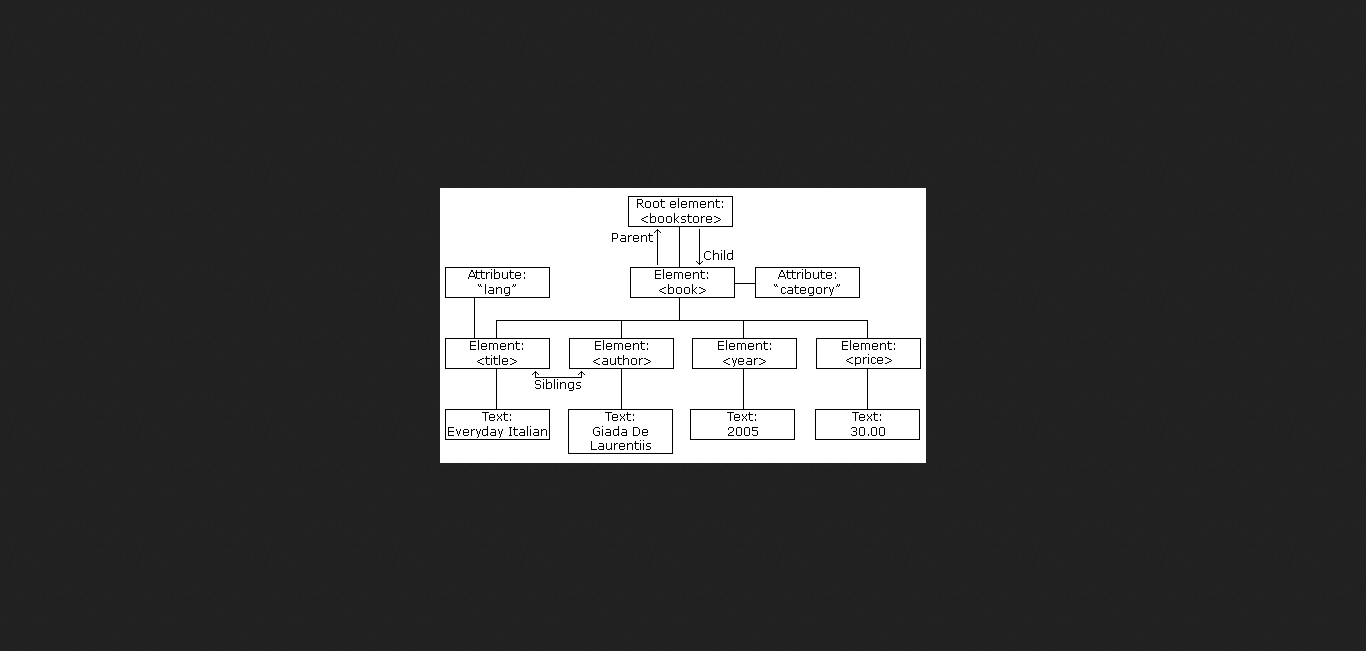 Root element:
<bookstore>
Parent
Child
Attribute:
“lang”
Element:
<book>
Attribute:
“category”
Element:
<title>
Element:
<author>
Element:
<year>
Element:
<price>
Siblings
Text:
Everyday Italian
Text:
Giada De
Laurentiis
Text:
2005
Text:
30.00